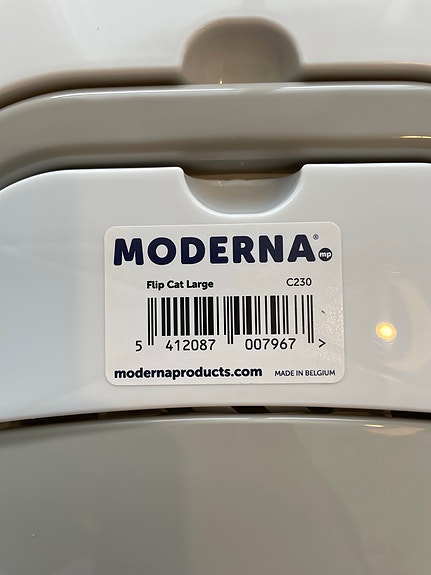 MODERNA® mp
Flip Cat Large C230
5 412087 007967 >
modernaproducts.com MADE IN BELGIUM